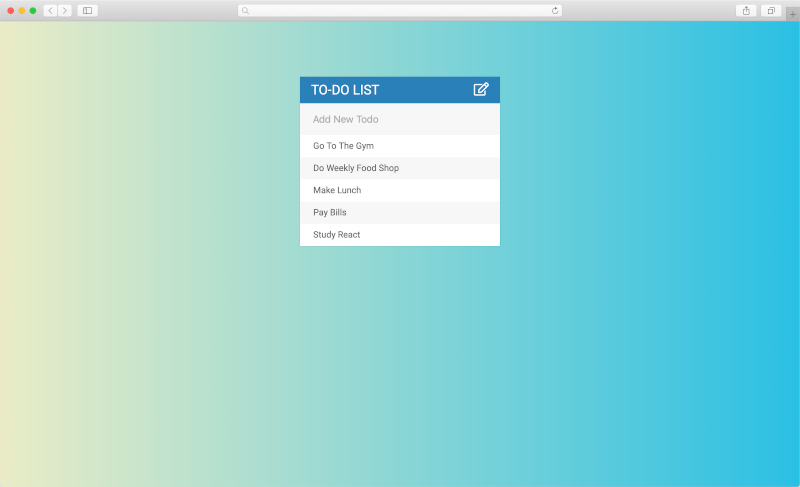 TO-DO LIST
Add New Todo
Go To The Gym
Do Weekly Food Shop
Make Lunch
Pay Bills
Study React